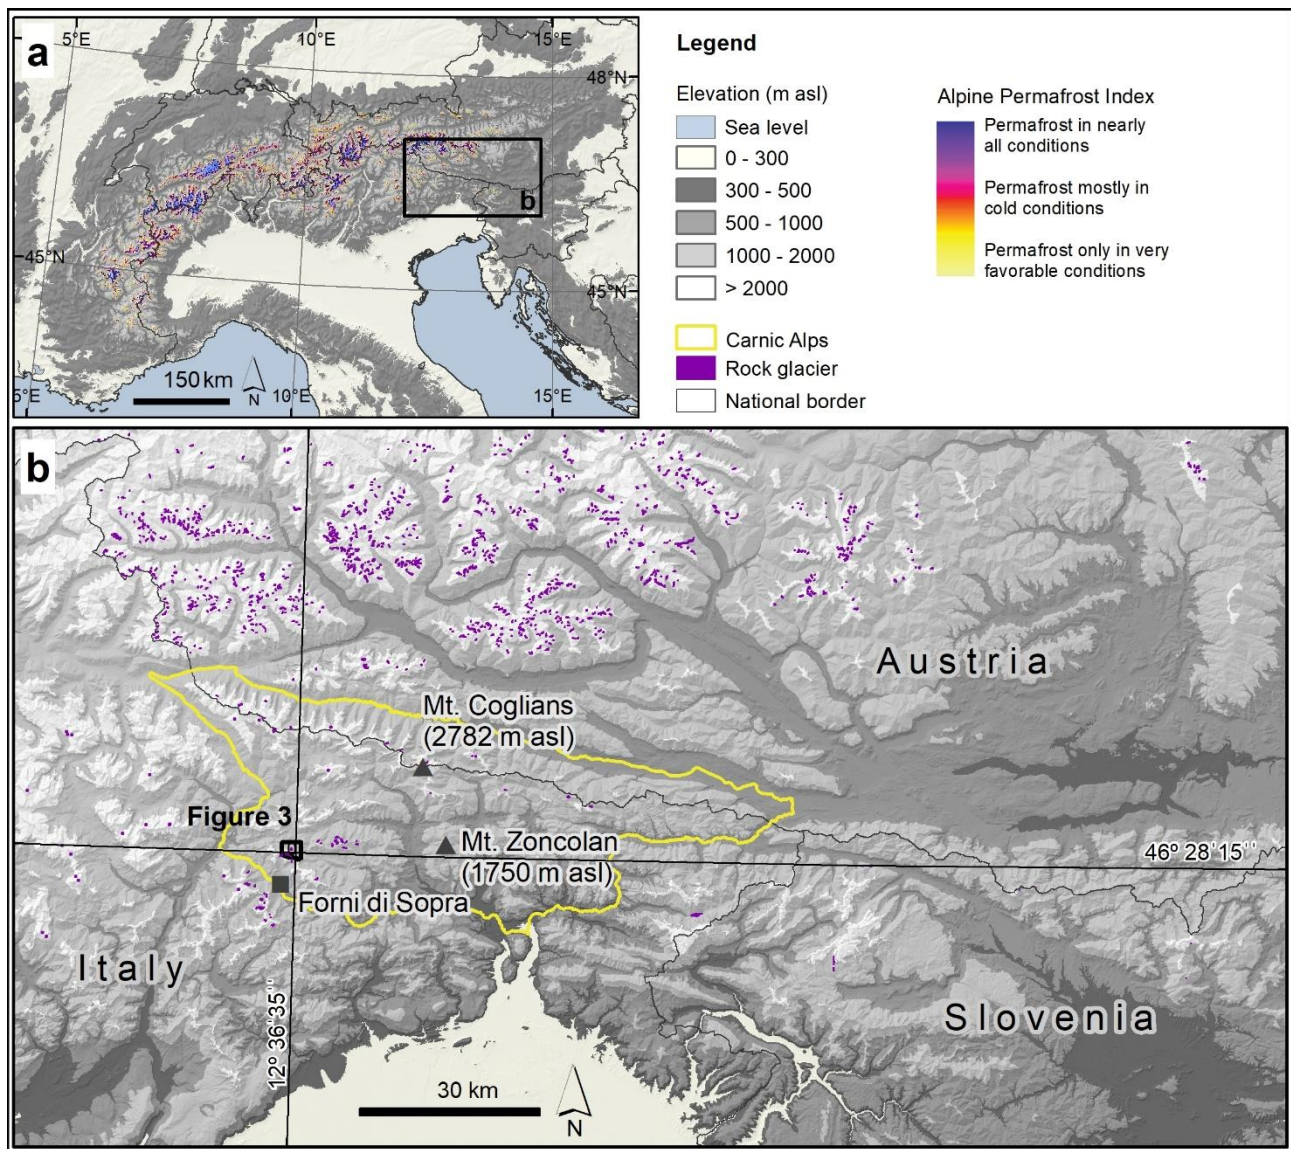 a
5°E
10°E
15°E
48°N
b
45°N
45°N
150 km
N
5°E
10°E
15°E
Legend
Elevation (m asl)
Sea level
0 - 300
300 - 500
500 - 1000
1000 - 2000
> 2000
Carnic Alps
Rock glacier
National border
Alpine Permafrost Index
Permafrost in nearly
all conditions
Permafrost mostly in
cold conditions
Permafrost only in very
favorable conditions
b
Austria
Mt. Coglians
(2782 m asl)
Figure 3
Mt. Zoncolan
(1750 m asl)
46° 28'15''
Forni di Sopra
Italy
12° 36'35''
Slovenia
30 km
N